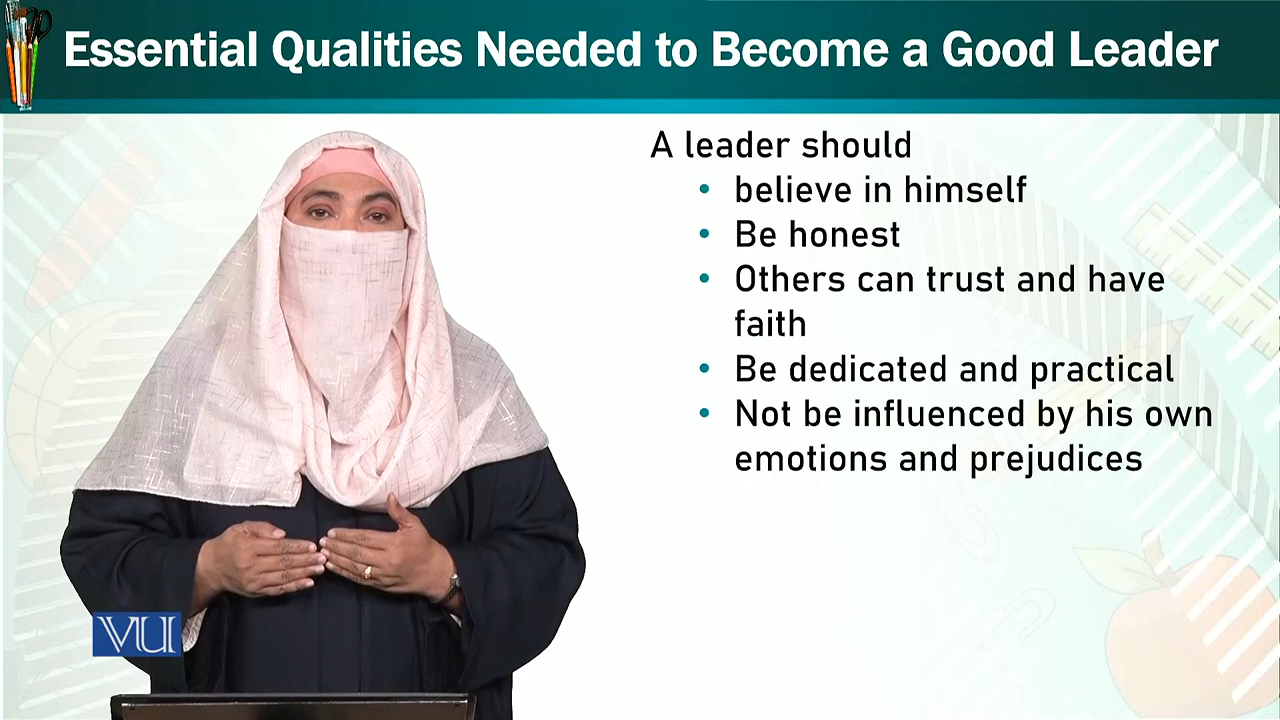 Essential Qualities Needed to Become a Good Leader
A leader should
• believe in himself
• Be honest
• Others can trust and have
faith
• Be dedicated and practical
• Not be influenced by his own
emotions and prejudices
VU